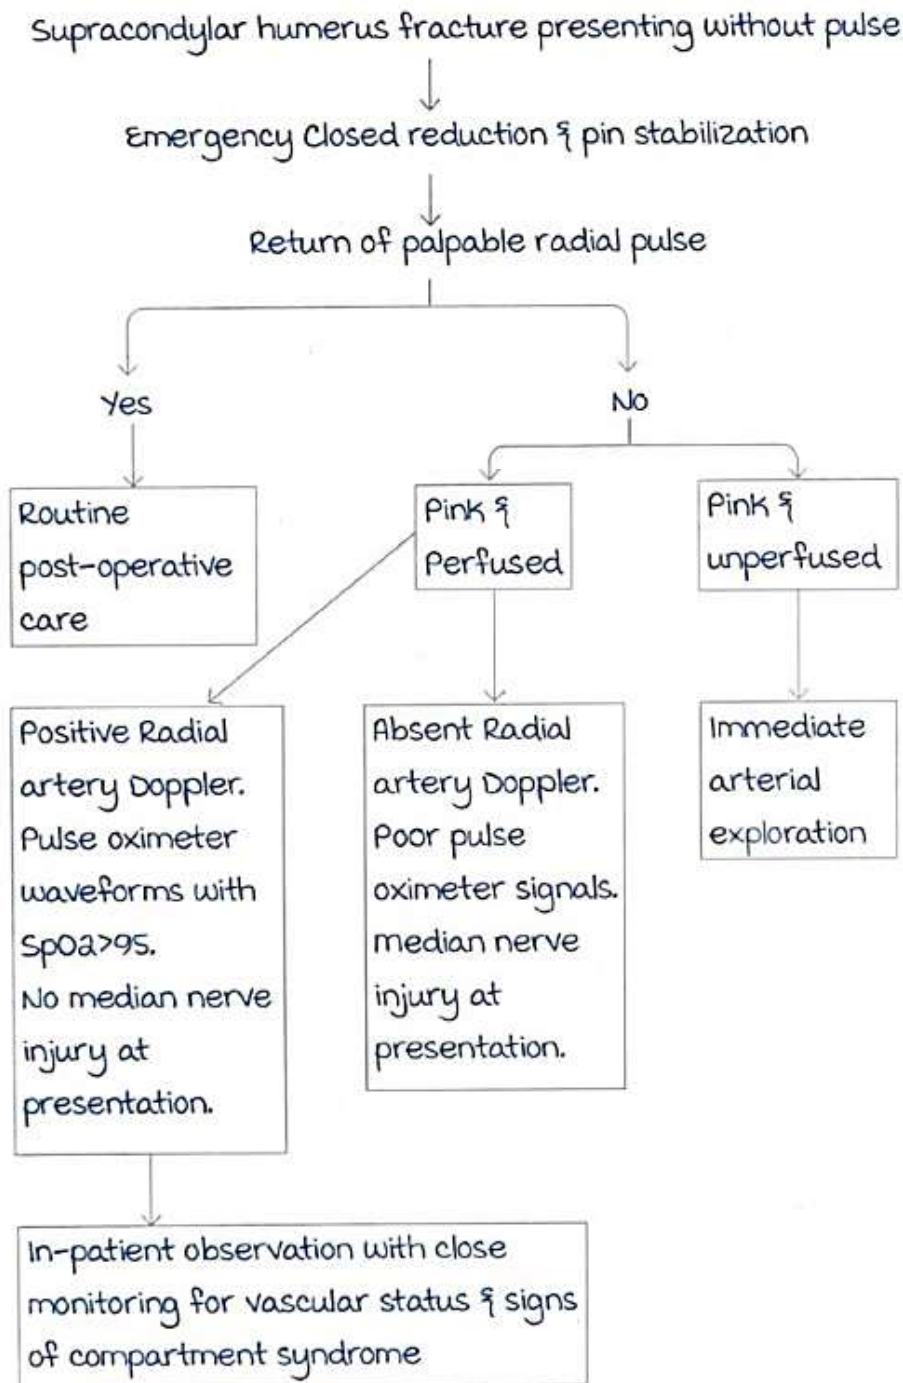 Supracondylar humerus fracture presenting without pulse
Emergency Closed reduction & pin stabilization
Return of palpable radial pulse
Yes
No
Routine
post-operative
care
Pink &
Perfused
Pink &
unperfused
Positive Radial
artery Doppler.
Pulse oximeter
waveforms with
SpO2>95.
No median nerve
injury at
presentation.
Absent Radial
artery Doppler.
Poor pulse
oximeter signals.
median nerve
injury at
presentation.
Immediate
arterial
exploration
In-patient observation with close
monitoring for vascular status & signs
of compartment syndrome